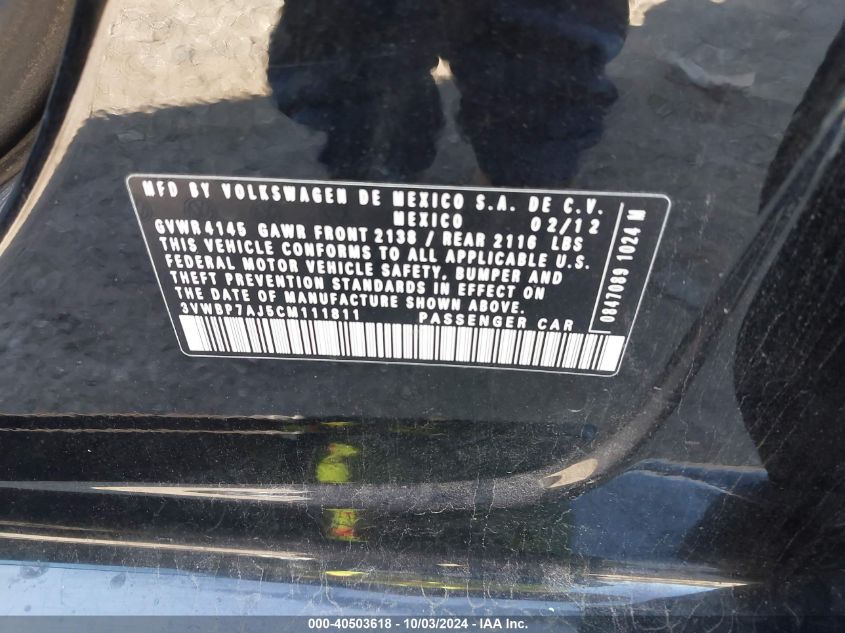 MFD BY VOLKSWAGEN DE MEXICO S.A. DE C.V.
MEXICO 02/12
GVWR 4145 GAWR FRONT 2138 / REAR 2116 LBS
THIS VEHICLE CONFORMS TO ALL APPLICABLE U.S.
FEDERAL MOTOR VEHICLE SAFETY, BUMPER AND
THEFT PREVENTION STANDARDS IN EFFECT ON
THE DATE OF MANUFACTURE SHOWN ABOVE.
3VWBP7AJ5CM111811 PASSENGER CAR
0847089 1024 M
000-40503618 - 10/03/2024 - IAA Inc.